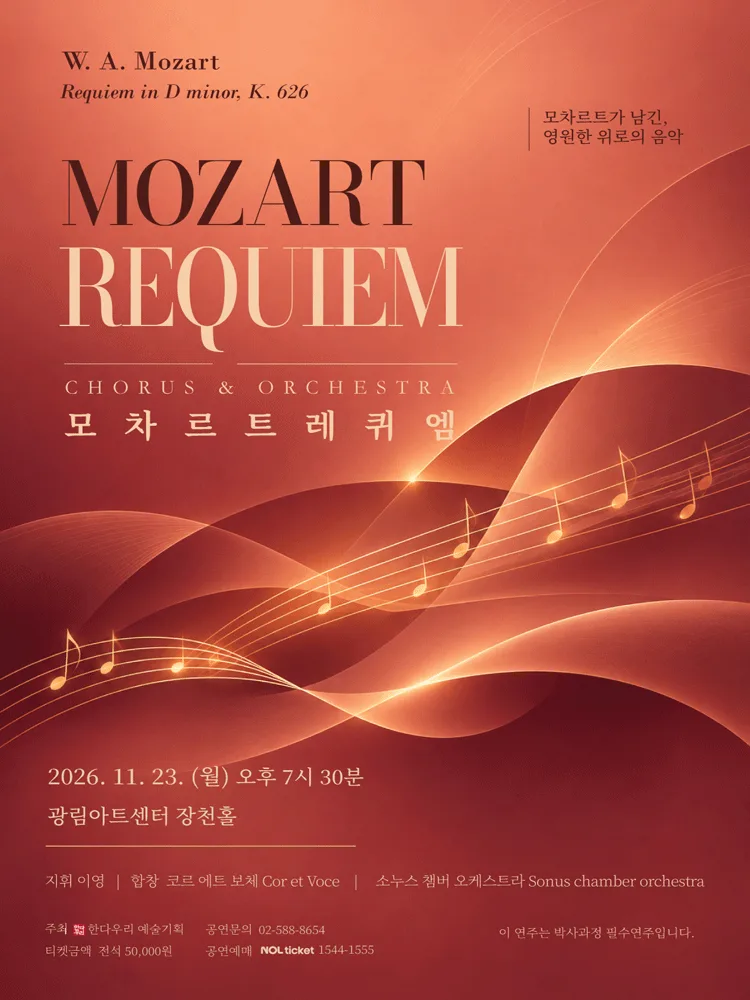 W. A. Mozart
Requiem in D minor, K. 626
모차르트가 남긴,
영원한 위로의 음악
MOZART
REQUIEM
CHORUS & ORCHESTRA
모차르트레퀴엠
2026. 11. 23. (월) 오후 7시 30분
광림아트센터 장천홀
지휘 이영 | 합창 코르 에트 보체 Cor et Voce | 소누스 챔버 오케스트라 Sonus chamber orchestra
주최 한다우리 예술기획 공연문의 02-588-8654
티켓금액 전석 50,000원 공연예매 NOL ticket 1544-1555
이 연주는 박사과정 필수연주입니다.